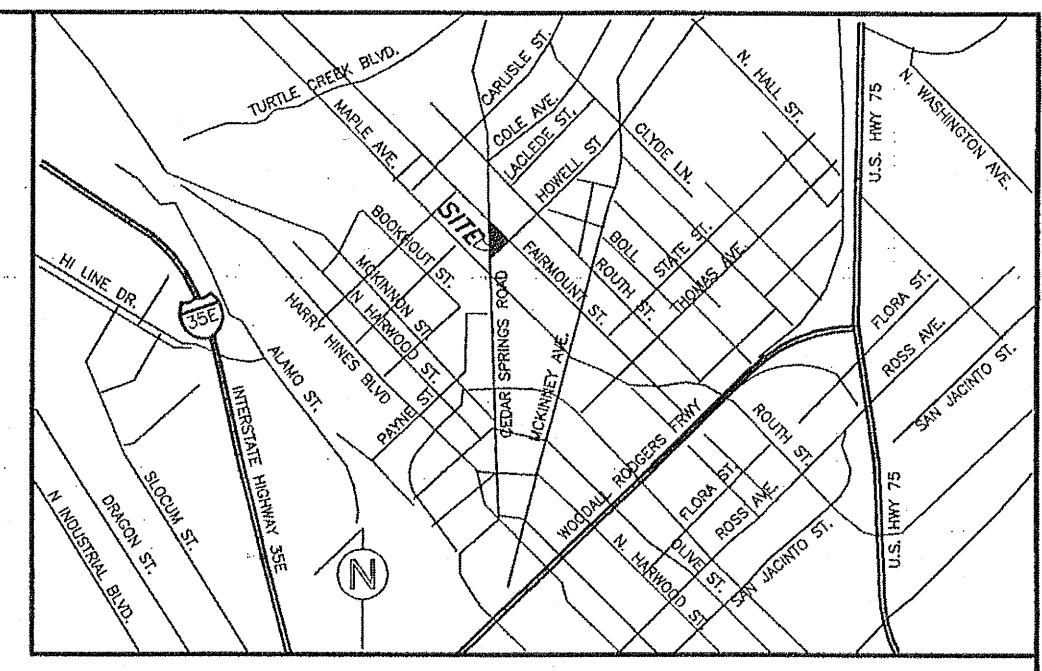 TURTLE CREEK BLVD.
MAPLE AVE.
CARLISLE ST.
COLE AVE.
LACLEDE ST.
HOWELL ST
CLYDE LN.
N. HALL ST.
U.S. HWY 75
N. WASHINGTON AVE.
SITE
BOOKHOUT ST.
MCKINNON ST.
N HARWOOD ST.
HARRY HINES BLVD
HI LINE DR.
35E
ALAMO ST.
PAYNE ST
CEDAR SPRINGS ROAD
MCKINNEY AVE.
FAIRMOUNT ST.
ROUTH ST.
BOLL
STATE ST.
THOMAS AVE.
FLORA ST.
ROSS AVE.
SAN JACINTO ST.
INTERSTATE HIGHWAY 35E
SLOCUM ST.
DRAGON ST.
N INDUSTRIAL BLVD.
N
WOODALL RODGERS FRWY
ROUTH ST.
FLORA ST.
ROSS AVE.
OLIVE ST.
N. HARWOOD ST.
SAN JACINTO ST.
U.S. HWY 75